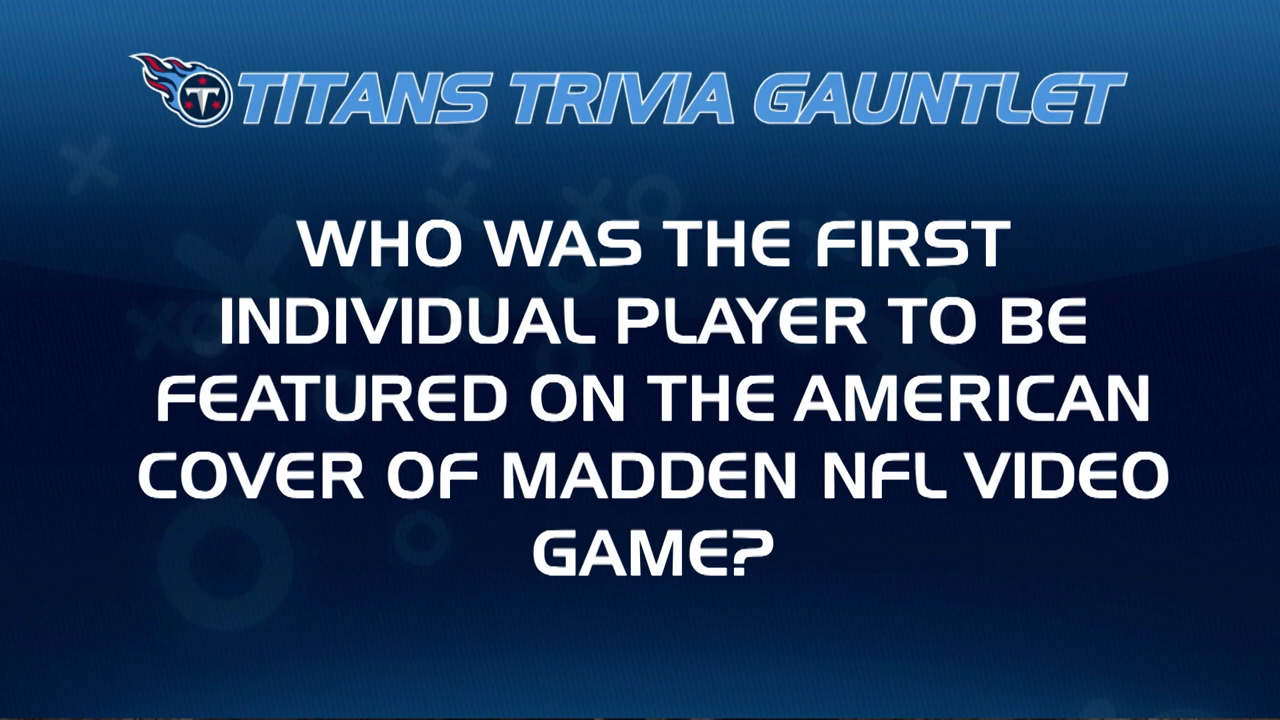 TITANS TRIVIA GAUNTLET
WHO WAS THE FIRST
INDIVIDUAL PLAYER TO BE
FEATURED ON THE AMERICAN
COVER OF MADDEN NFL VIDEO
GAME?